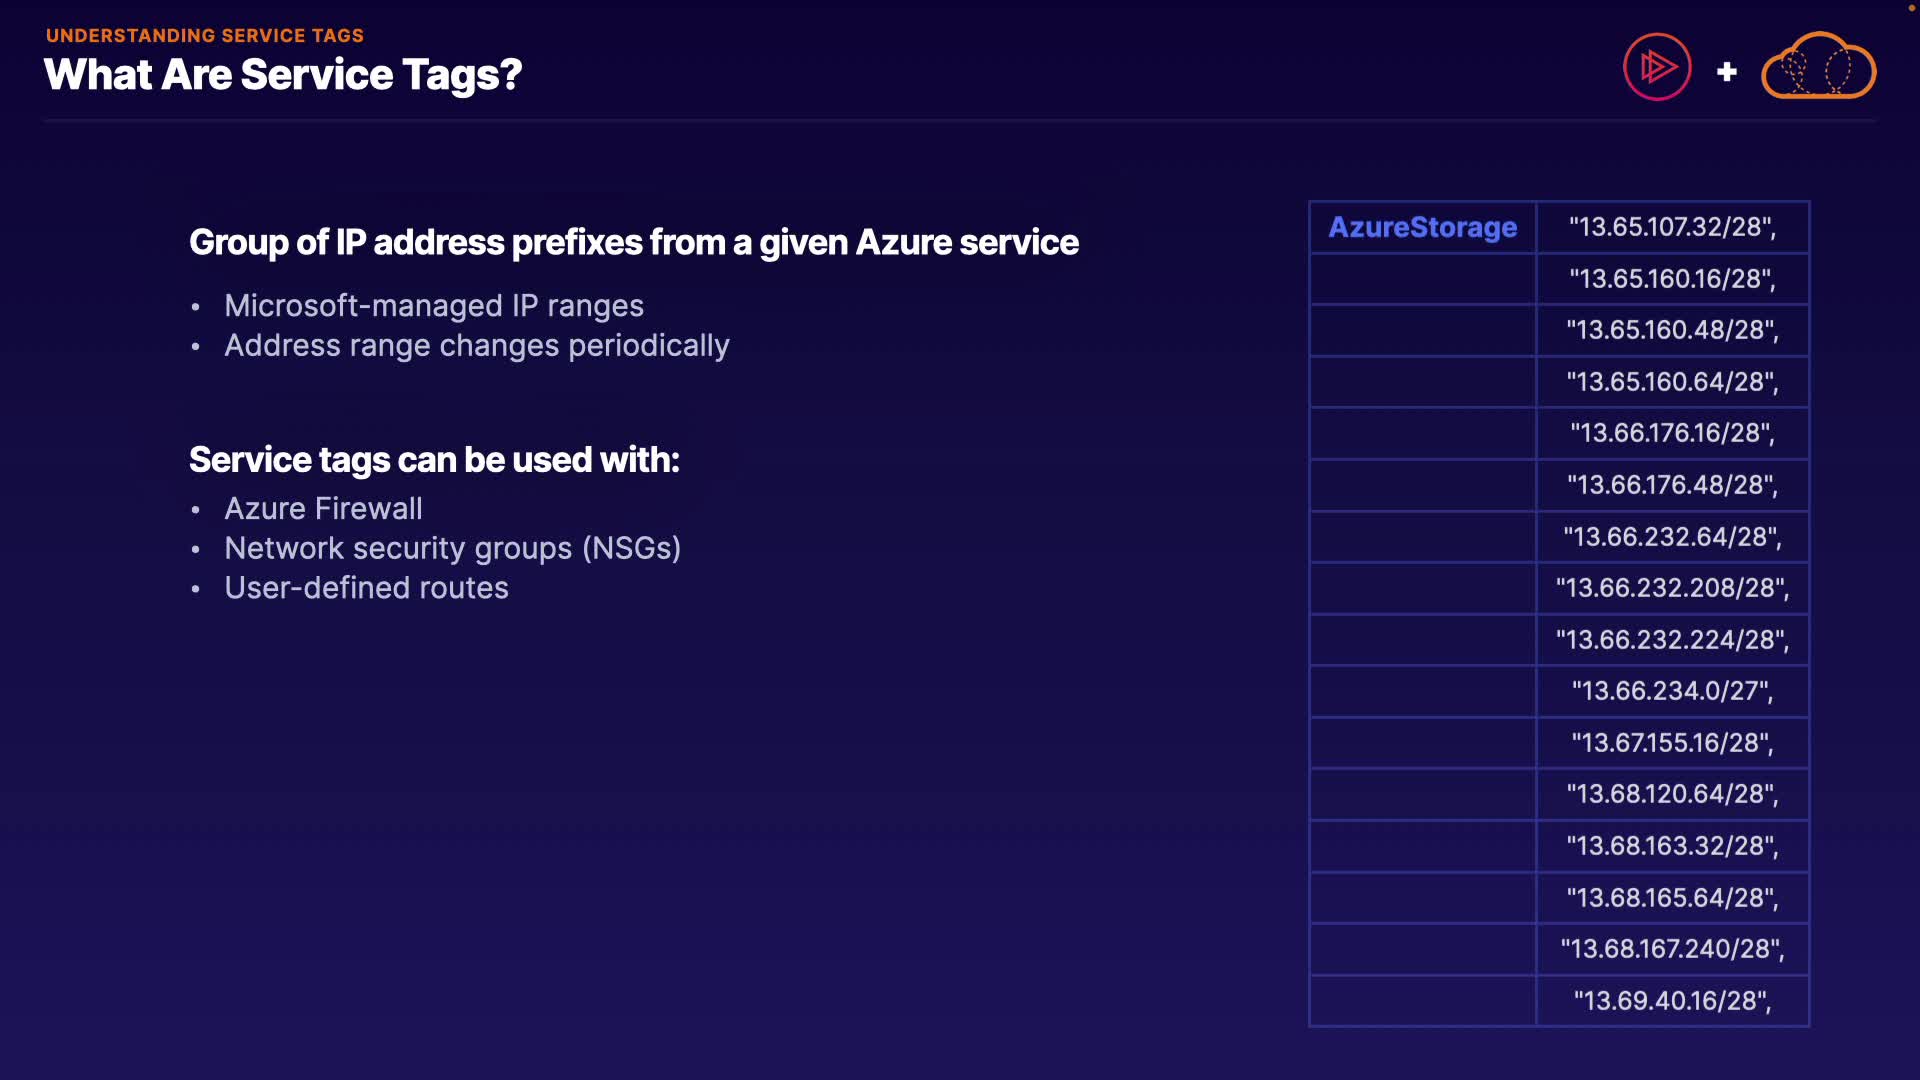 UNDERSTANDING SERVICE TAGS
What Are Service Tags?
Group of IP address prefixes from a given Azure service
• Microsoft-managed IP ranges
• Address range changes periodically
Service tags can be used with:
• Azure Firewall
• Network security groups (NSGs)
• User-defined routes
AzureStorage "13.65.107.32/28",
"13.65.160.16/28",
"13.65.160.48/28",
"13.65.160.64/28",
"13.66.176.16/28",
"13.66.176.48/28",
"13.66.232.64/28",
"13.66.232.208/28",
"13.66.232.224/28",
"13.66.234.0/27",
"13.67.155.16/28",
"13.68.120.64/28",
"13.68.163.32/28",
"13.68.165.64/28",
"13.68.167.240/28",
"13.69.40.16/28",